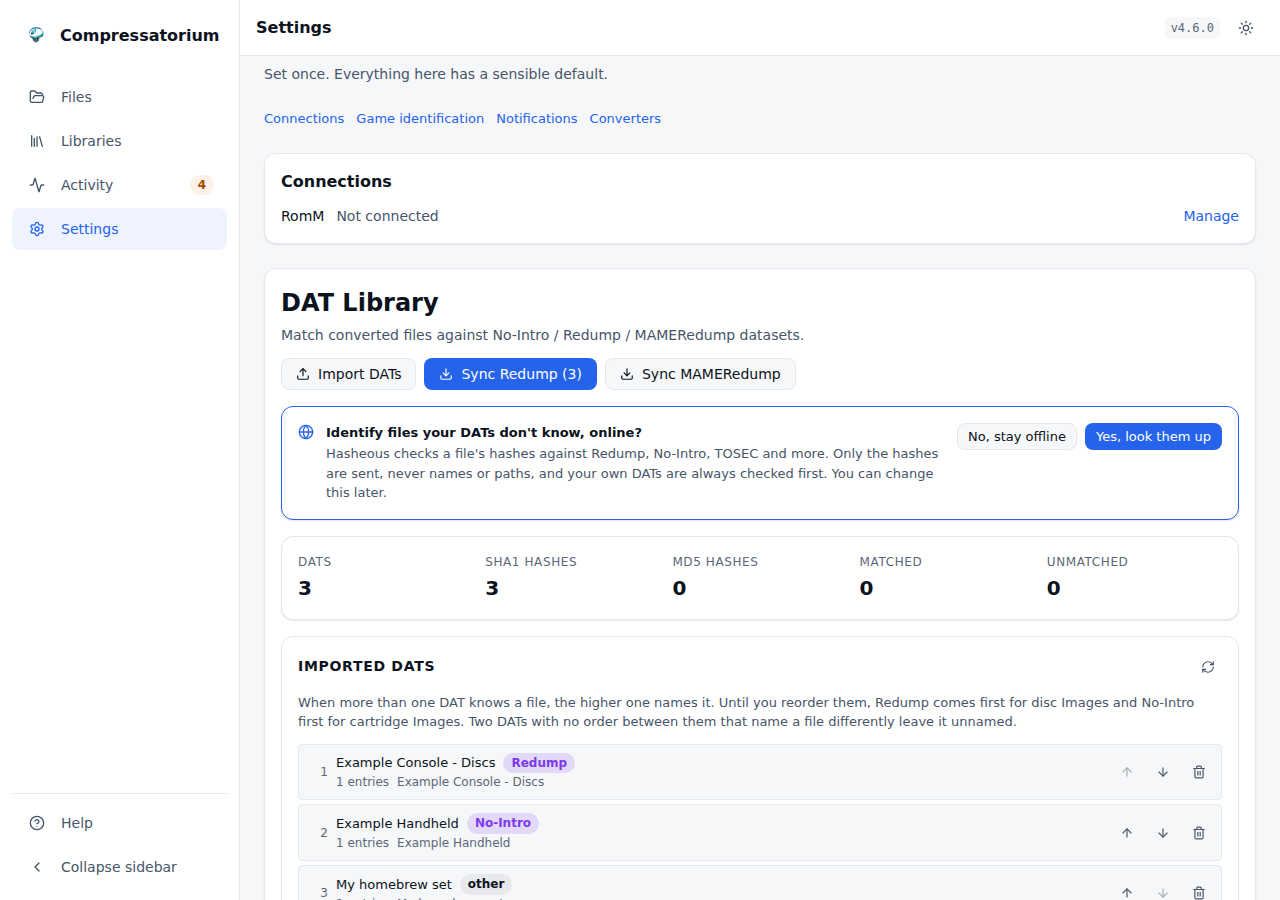 Compressatorium
Files
Libraries
Activity
4
Settings
Help
Collapse sidebar
Settings
v4.6.0
Set once. Everything here has a sensible default.
Connections Game identification Notifications Converters
Connections
RomM Not connected
Manage
DAT Library
Match converted files against No-Intro / Redump / MAMERedump datasets.
Import DATs
Sync Redump (3)
Sync MAMERedump
Identify files your DATs don't know, online?
Hasheous checks a file's hashes against Redump, No-Intro, TOSEC and more. Only the hashes
are sent, never names or paths, and your own DATs are always checked first. You can change
this later.
No, stay offline
Yes, look them up
DATS
3
SHA1 HASHES
3
MD5 HASHES
0
MATCHED
0
UNMATCHED
0
IMPORTED DATS
When more than one DAT knows a file, the higher one names it. Until you reorder them, Redump comes first for disc Images and No-Intro
first for cartridge Images. Two DATs with no order between them that name a file differently leave it unnamed.
1
Example Console - Discs Redump
1 entries Example Console - Discs
2
Example Handheld No-Intro
1 entries Example Handheld
3
My homebrew set other